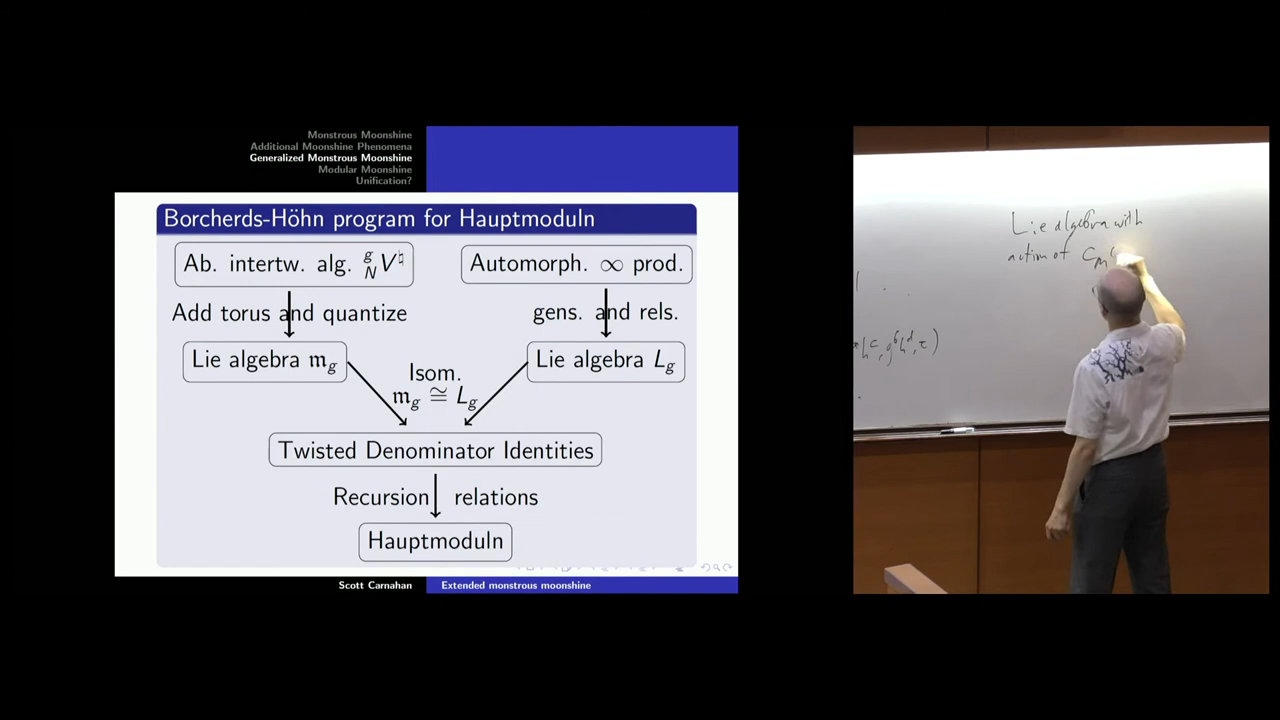 Monstrous Moonshine
Additional Moonshine Phenomena
Generalized Monstrous Moonshine
Modular Moonshine
Unification?
Borcherds-Höhn program for Hauptmoduln
Ab. intertw. alg. ᵍ_N V^♮
Automorph. ∞ prod.
Add torus and quantize
gens. and rels.
Lie algebra 𝔪_g
Lie algebra L_g
Isom.
𝔪_g ≅ L_g
Twisted Denominator Identities
Recursion relations
Hauptmoduln
Scott Carnahan
Extended monstrous moonshine
Lie algebra with
action of C_M
h^c, g^b h^d, τ)